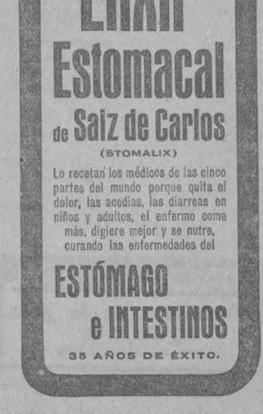 Elixir
Estomacal
de Saiz de Carlos
(STOMALIX)
Lo recetan los médicos de las cinco
partes del mundo porque quita el
dolor, las acedias, las diarreas en
niños y adultos, el enfermo come
más, digiere mejor y se nutre,
curando las enfermedades del
ESTÓMAGO
e INTESTINOS
35 AÑOS DE ÉXITO.